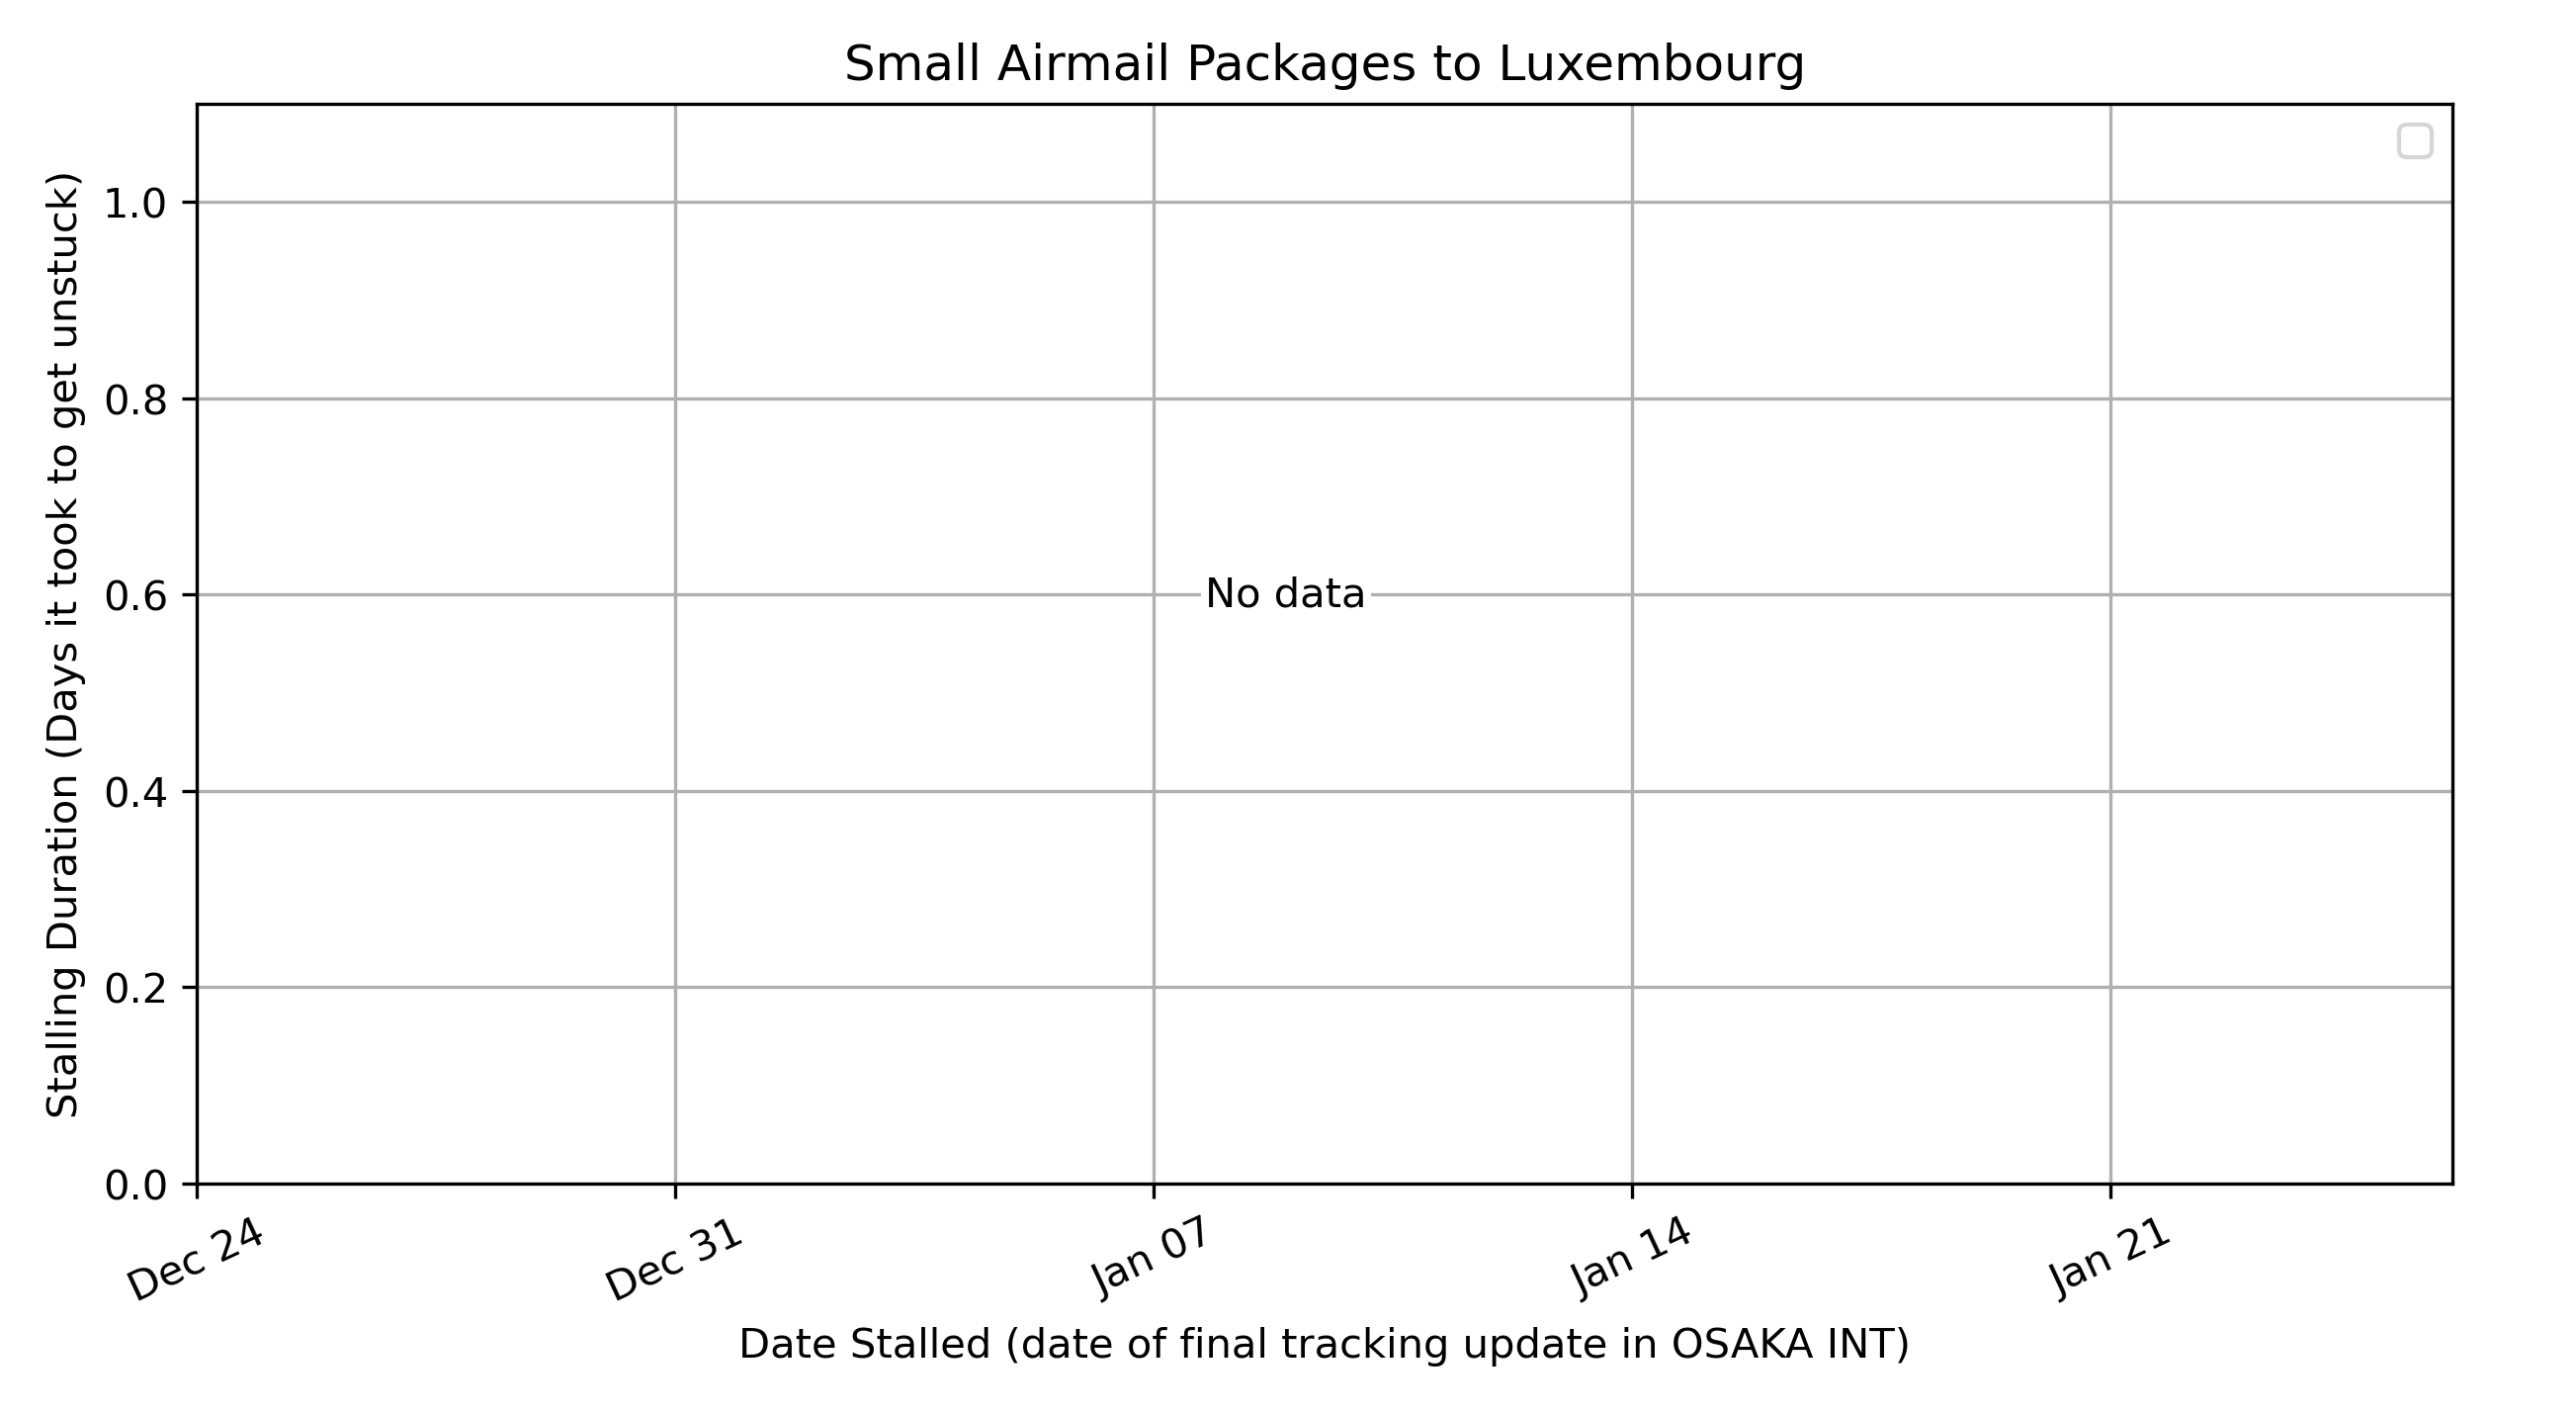 Small Airmail Packages to Luxembourg
Stalling Duration (Days it took to get unstuck)
1.0
0.8
0.6
0.4
0.2
0.0
No data
Dec 24
Dec 31
Jan 07
Jan 14
Jan 21
Date Stalled (date of final tracking update in OSAKA INT)